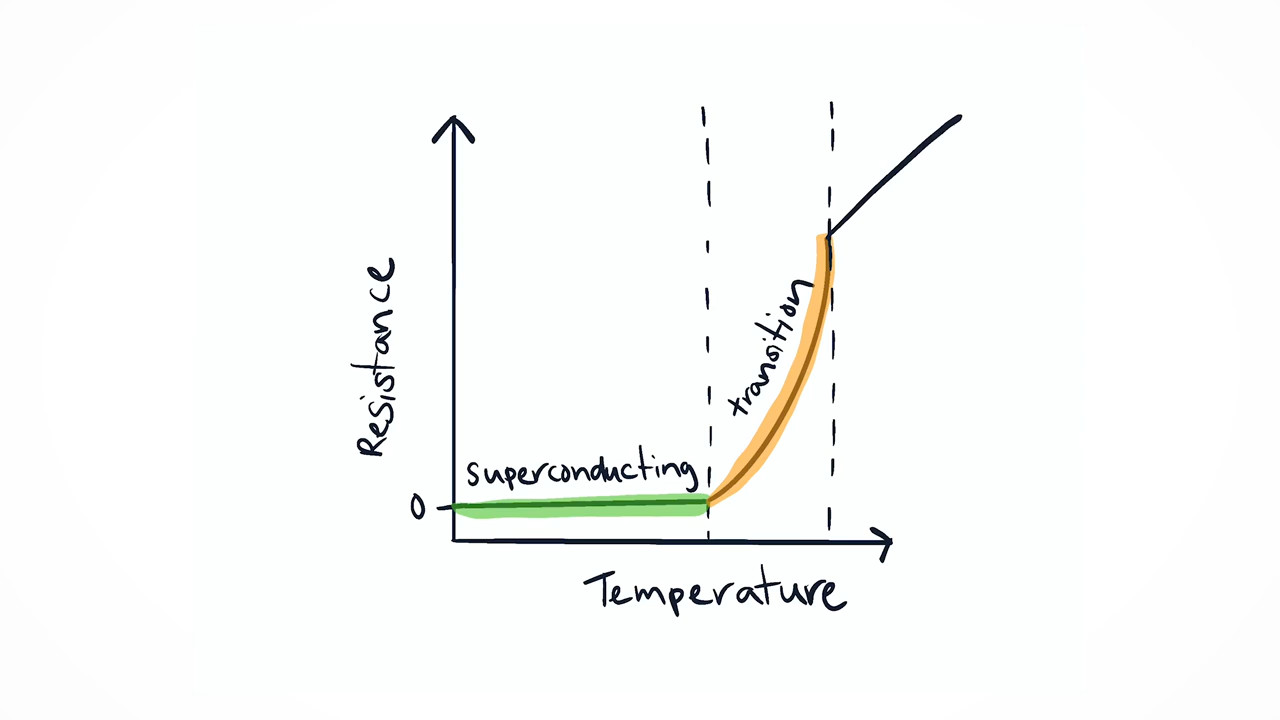 Resistance
transition
superconducting
0
Temperature